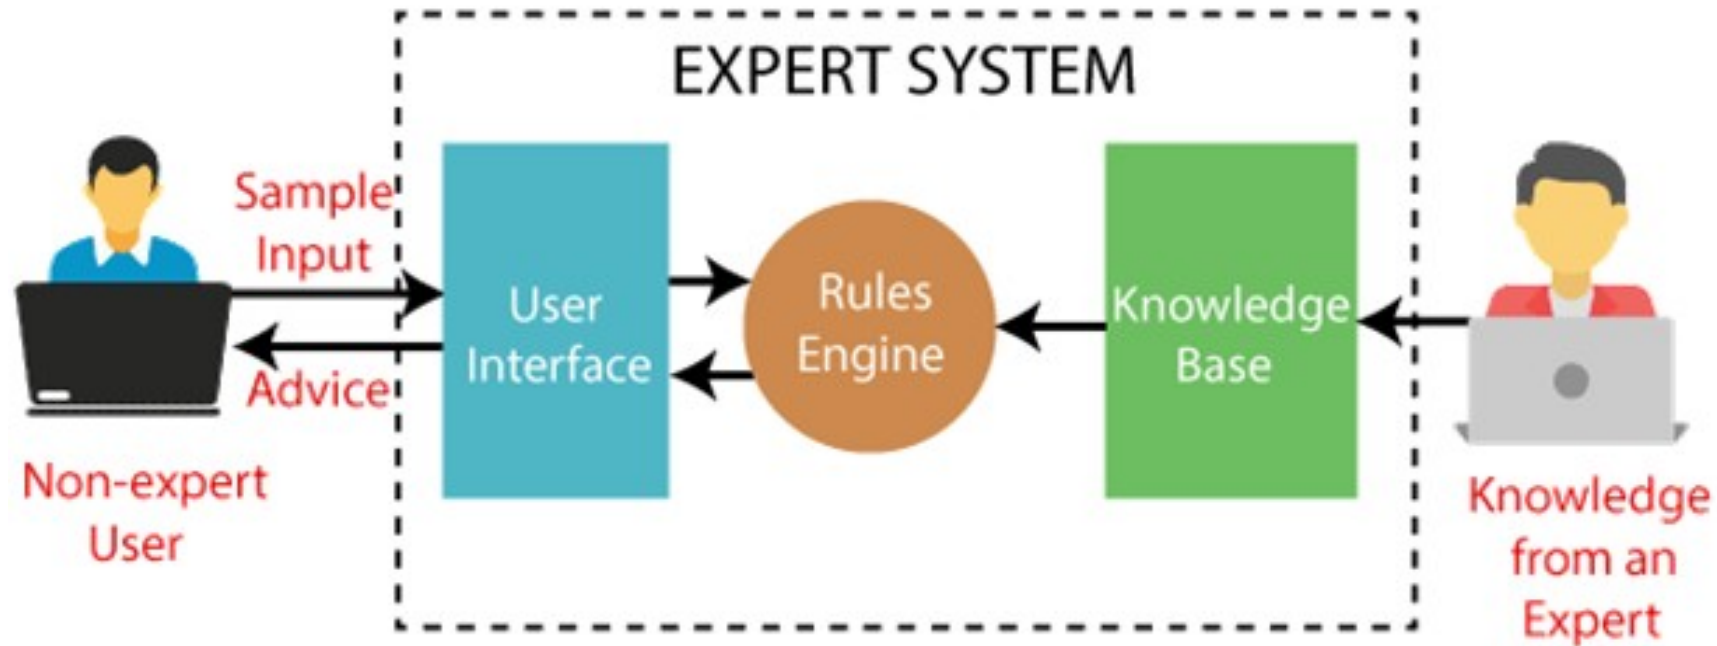 EXPERT SYSTEM
Sample
Input
Advice
Non-expert
User
User
Interface
Rules
Engine
Knowledge
Base
Knowledge
from an
Expert